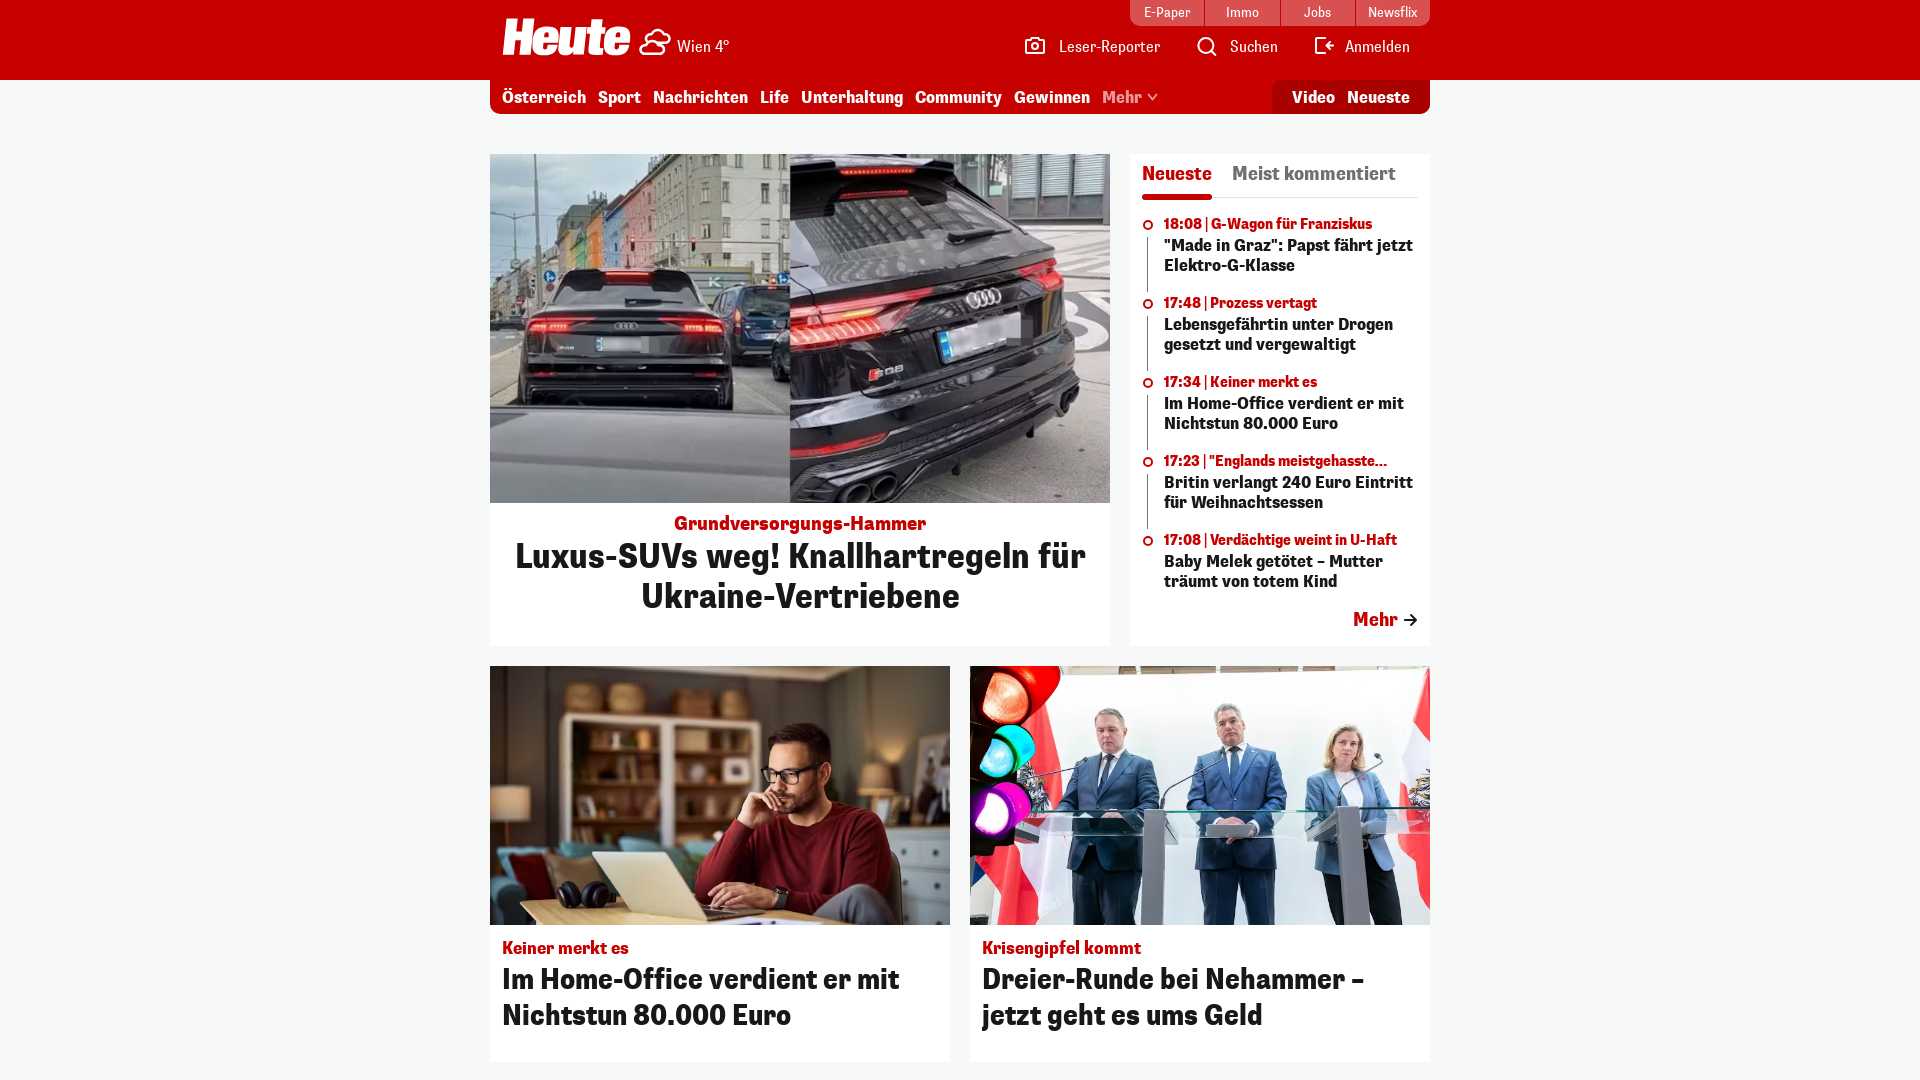 E-Paper
Immo
Jobs
Newsflix
Heute
Wien 4°
Leser-Reporter
Suchen
Anmelden
Österreich
Sport
Nachrichten
Life
Unterhaltung
Community
Gewinnen
Mehr
Video
Neueste
Grundversorgungs-Hammer
Luxus-SUVs weg! Knallhartregeln für
Ukraine-Vertriebene
Neueste
Meist kommentiert
18:08 | G-Wagon für Franziskus
"Made in Graz": Papst fährt jetzt
Elektro-G-Klasse
17:48 | Prozess vertagt
Lebensgefährtin unter Drogen
gesetzt und vergewaltigt
17:34 | Keiner merkt es
Im Home-Office verdient er mit
Nichtstun 80.000 Euro
17:23 | "Englands meistgehasste...
Britin verlangt 240 Euro Eintritt
für Weihnachtsessen
17:08 | Verdächtige weint in U-Haft
Baby Melek getötet – Mutter
träumt von totem Kind
Mehr
Keiner merkt es
Im Home-Office verdient er mit
Nichtstun 80.000 Euro
Krisengipfel kommt
Dreier-Runde bei Nehammer –
jetzt geht es ums Geld